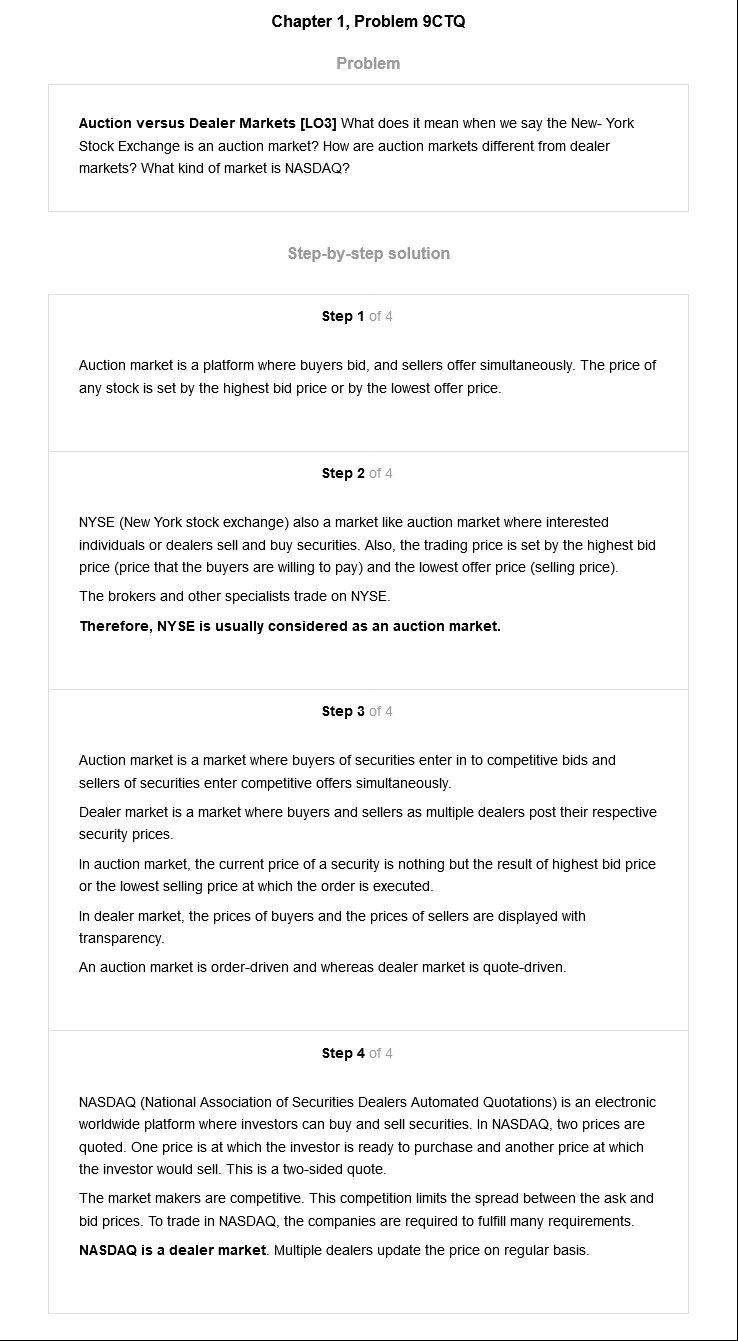 Chapter 1, Problem 9CTQ
Problem
Auction versus Dealer Markets [LO3] What does it mean when we say the New- York
Stock Exchange is an auction market? How are auction markets different from dealer
markets? What kind of market is NASDAQ?
Step-by-step solution
Step 1 of 4
Auction market is a platform where buyers bid, and sellers offer simultaneously. The price of
any stock is set by the highest bid price or by the lowest offer price.
Step 2 of 4
NYSE (New York stock exchange) also a market like auction market where interested
individuals or dealers sell and buy securities. Also, the trading price is set by the highest bid
price (price that the buyers are willing to pay) and the lowest offer price (selling price).
The brokers and other specialists trade on NYSE.
Therefore, NYSE is usually considered as an auction market.
Step 3 of 4
Auction market is a market where buyers of securities enter in to competitive bids and
sellers of securities enter competitive offers simultaneously.
Dealer market is a market where buyers and sellers as multiple dealers post their respective
security prices.
In auction market, the current price of a security is nothing but the result of highest bid price
or the lowest selling price at which the order is executed.
In dealer market, the prices of buyers and the prices of sellers are displayed with
transparency.
An auction market is order-driven and whereas dealer market is quote-driven.
Step 4 of 4
NASDAQ (National Association of Securities Dealers Automated Quotations) is an electronic
worldwide platform where investors can buy and sell securities. In NASDAQ, two prices are
quoted. One price is at which the investor is ready to purchase and another price at which
the investor would sell. This is a two-sided quote.
The market makers are competitive. This competition limits the spread between the ask and
bid prices. To trade in NASDAQ, the companies are required to fulfill many requirements.
NASDAQ is a dealer market. Multiple dealers update the price on regular basis.